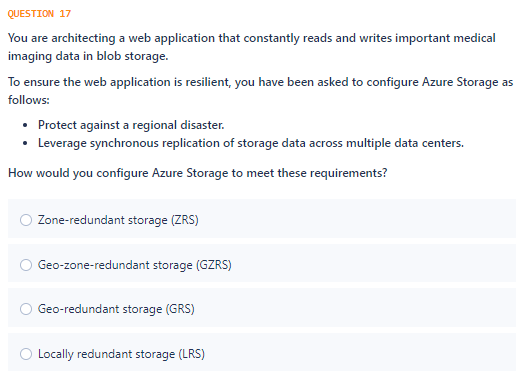 QUESTION 17
You are architecting a web application that constantly reads and writes important medical
imaging data in blob storage.
To ensure the web application is resilient, you have been asked to configure Azure Storage as
follows:
• Protect against a regional disaster.
• Leverage synchronous replication of storage data across multiple data centers.
How would you configure Azure Storage to meet these requirements?
Zone-redundant storage (ZRS)
Geo-zone-redundant storage (GZRS)
Geo-redundant storage (GRS)
Locally redundant storage (LRS)